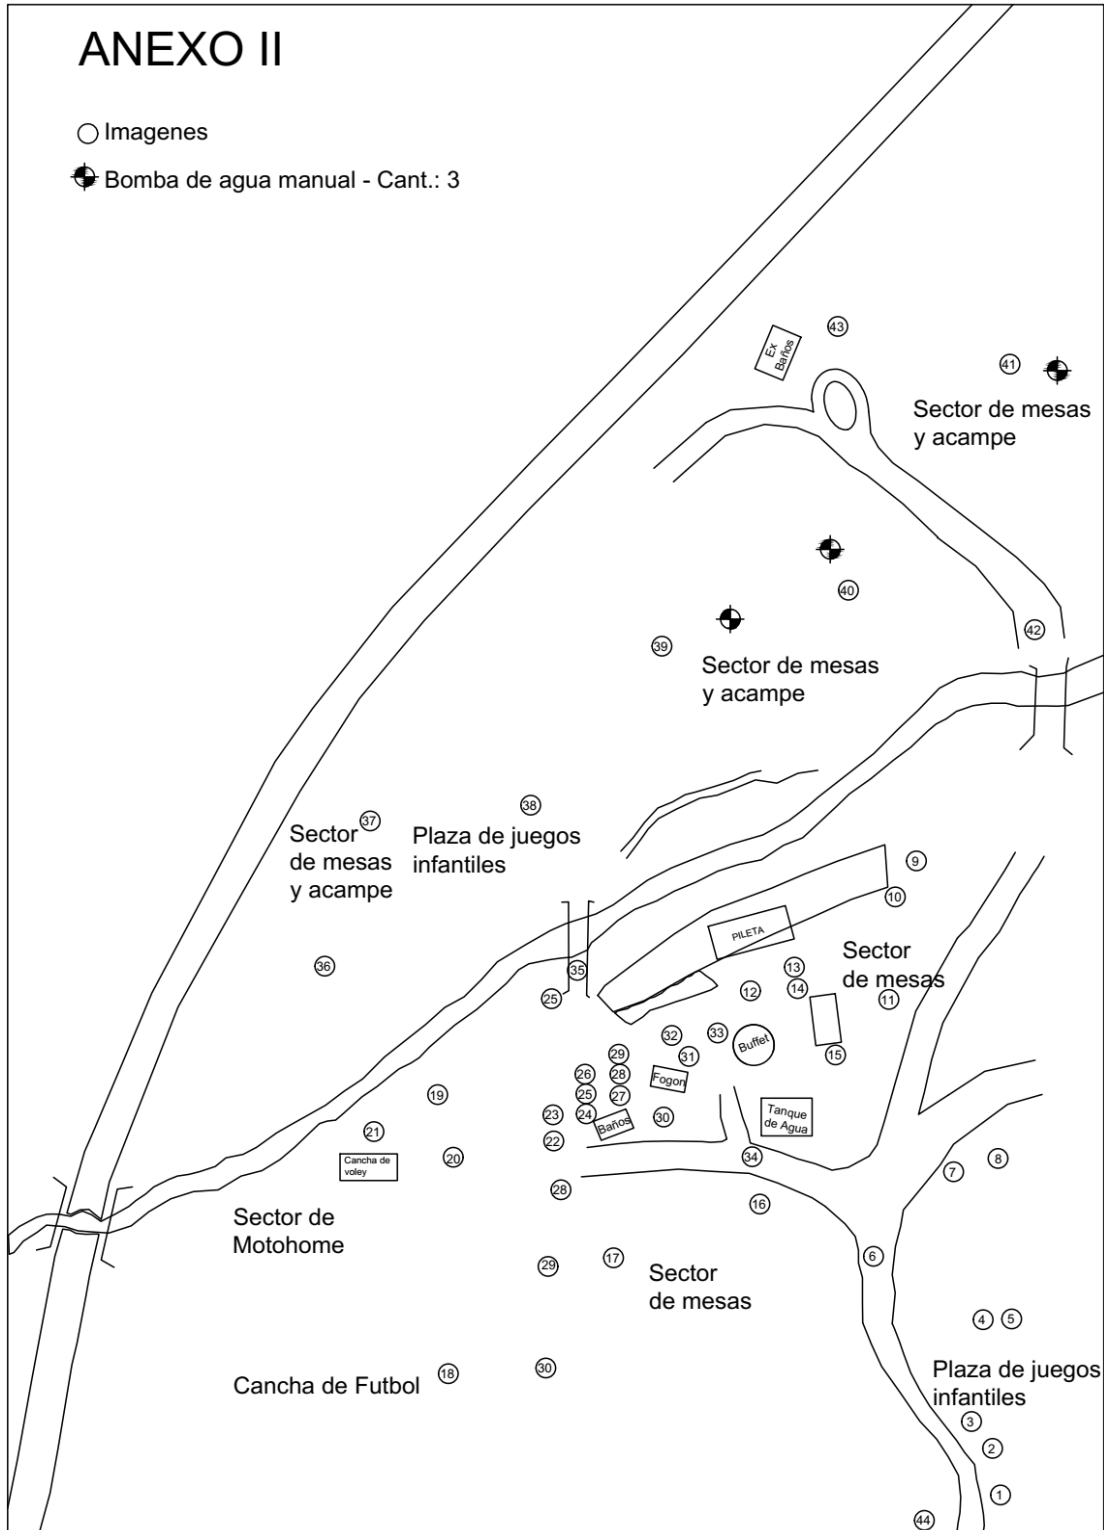 ANEXO II
Imagenes
Bomba de agua manual - Cant.: 3
43
Ex
Baños
41
Sector de mesas
y acampe
40
42
39
Sector de mesas
y acampe
38
37
Sector
de mesas
y acampe
Plaza de juegos
infantiles
9
10
PILETA
Sector
de mesas
36
35
25
13
14
12
11
32
33
Buffet
15
29
31
26
28
Fogon
19
25
27
23
24
Baños
30
Tanque
de Agua
21
22
20
Cancha de
voley
34
8
7
28
16
Sector de
Motohome
6
17
29
Sector
de mesas
4
5
30
18
Cancha de Futbol
Plaza de juegos
infantiles
3
2
1
44